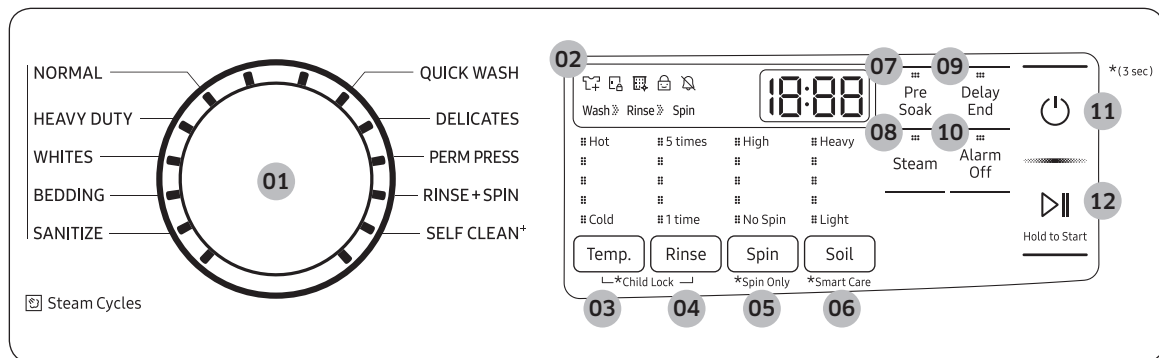 NORMAL
HEAVY DUTY
WHITES
BEDDING
SANITIZE
QUICK WASH
DELICATES
PERM PRESS
RINSE+SPIN
SELF CLEAN+
01
Steam Cycles
02
Wash Rinse Spin
18:88
Hot 5 times High Heavy
Cold 1 time No Spin Light
Temp. Rinse Spin Soil
*Child Lock *Spin Only *Smart Care
03 04 05 06
07 09
Pre Soak
Delay End
08 10
Steam
Alarm Off
*(3 sec)
11
12
Hold to Start